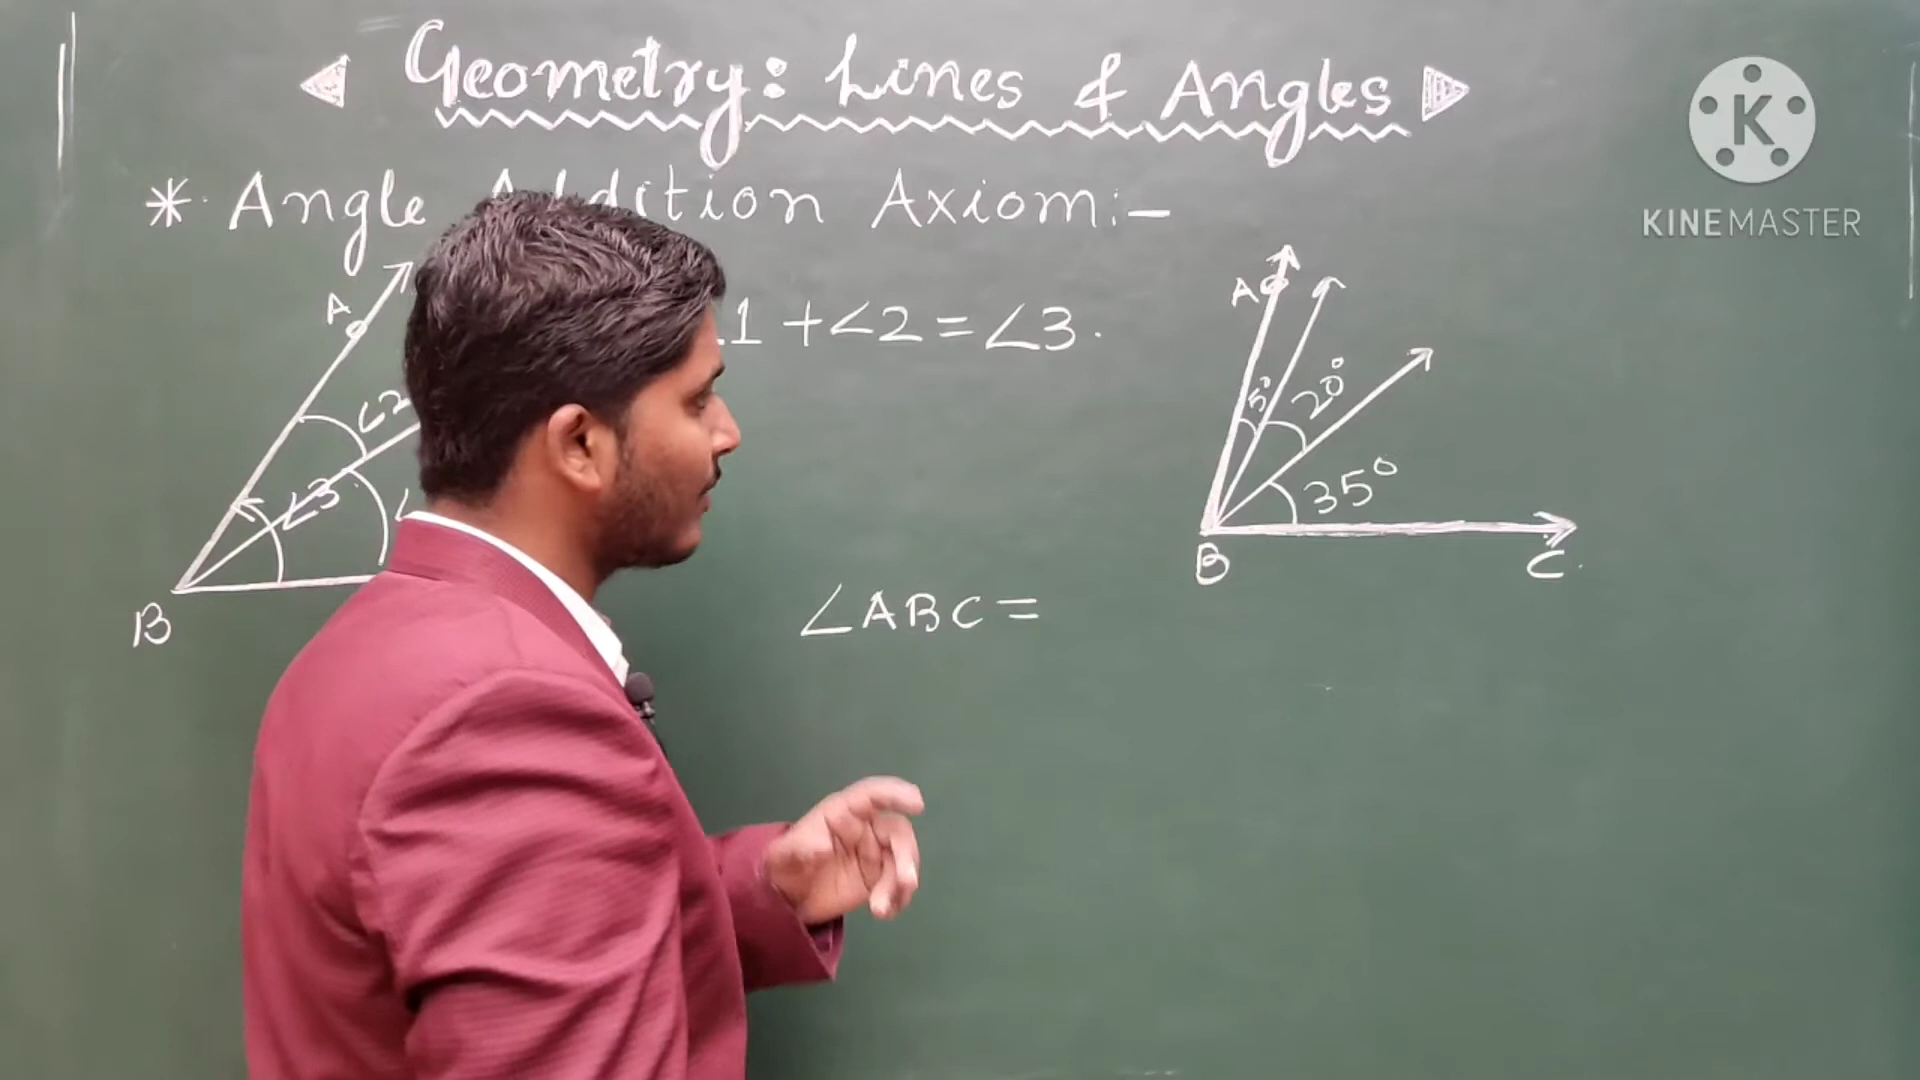 Geometry: Lines & Angles
* Angle Addition Axiom:-
1 + ∠2 = ∠3.
A
∠2
∠3
B
∠ABC =
A
5°
20°
35°
B
C.
K
KINEMASTER